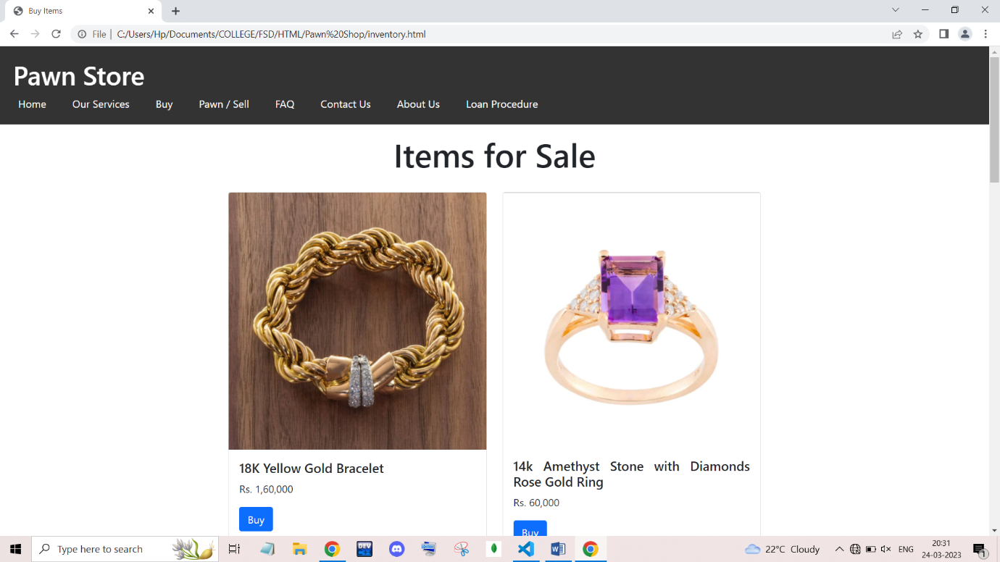 Buy Items
File | C:/Users/Hp/Documents/COLLEGE/FSD/HTML/Pawn%20Shop/inventory.html
Pawn Store
Home Our Services Buy Pawn / Sell FAQ Contact Us About Us Loan Procedure
Items for Sale
18K Yellow Gold Bracelet
Rs. 1,60,000
Buy
14k Amethyst Stone with Diamonds
Rose Gold Ring
Rs. 60,000
Buy
Type here to search
DEV
22°C Cloudy
ENG
20:31
24-03-2023
1